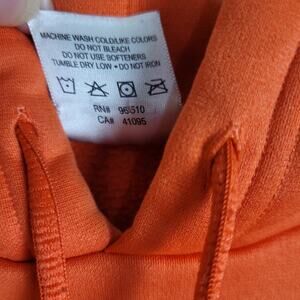 MACHINE WASH COLD/LIKE COLORS
DO NOT BLEACH
DO NOT USE SOFTENERS
TUMBLE DRY LOW • DO NOT IRON
RN# 96510
CA# 41095